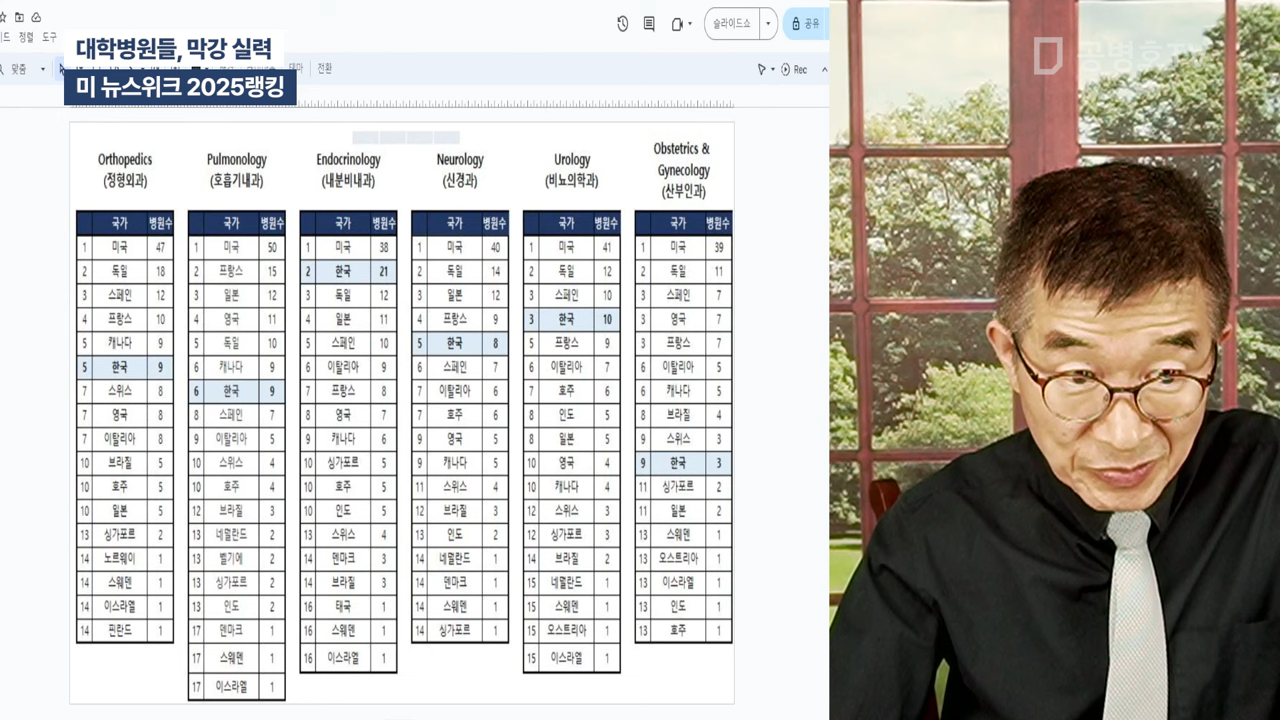 정렬 도구
슬라이드쇼
공유
대학병원들, 막강 실력
미 뉴스위크 2025랭킹
맞춤
전환
Rec
Orthopedics
(정형외과)
국가 병원수
1 미국 47
2 독일 18
3 스페인 12
4 프랑스 10
5 캐나다 9
5 한국 9
7 스위스 8
7 영국 8
7 이탈리아 8
10 브라질 5
10 호주 5
10 일본 5
13 싱가포르 2
14 노르웨이 1
14 스웨덴 1
14 이스라엘 1
14 핀란드 1
Pulmonology
(호흡기내과)
국가 병원수
1 미국 50
2 프랑스 15
3 일본 12
4 영국 11
5 독일 10
6 캐나다 9
6 한국 9
8 스페인 7
9 이탈리아 5
10 스위스 4
10 호주 4
12 브라질 3
13 네덜란드 2
13 벨기에 2
13 싱가포르 2
13 인도 2
17 덴마크 1
17 스웨덴 1
17 이스라엘 1
Endocrinology
(내분비내과)
국가 병원수
1 미국 38
2 한국 21
3 독일 12
4 일본 11
5 스페인 10
6 이탈리아 9
7 프랑스 8
8 영국 7
9 캐나다 6
10 싱가포르 5
10 호주 5
10 인도 5
13 스위스 4
14 덴마크 3
14 브라질 3
16 태국 1
16 스웨덴 1
16 이스라엘 1
Neurology
(신경과)
국가 병원수
1 미국 40
2 독일 14
3 일본 12
4 프랑스 9
5 한국 8
6 스페인 7
7 이탈리아 6
7 호주 6
9 영국 5
9 캐나다 5
11 스위스 4
12 브라질 3
13 인도 2
14 네덜란드 1
14 덴마크 1
14 스웨덴 1
14 싱가포르 1
Urology
(비뇨의학과)
국가 병원수
1 미국 41
2 독일 12
3 스페인 10
3 한국 10
5 프랑스 9
6 이탈리아 7
7 호주 6
8 인도 5
8 일본 5
10 영국 4
10 캐나다 4
12 스위스 3
12 싱가포르 3
14 브라질 2
15 네덜란드 1
15 스웨덴 1
15 오스트리아 1
15 이스라엘 1
Obstetrics &
Gynecology
(산부인과)
국가 병원수
1 미국 39
2 독일 11
3 스페인 7
3 영국 7
3 프랑스 7
6 이탈리아 5
6 캐나다 5
8 브라질 4
9 스위스 3
9 한국 3
11 싱가포르 2
11 일본 2
13 스웨덴 1
13 오스트리아 1
13 이스라엘 1
13 인도 1
13 호주 1